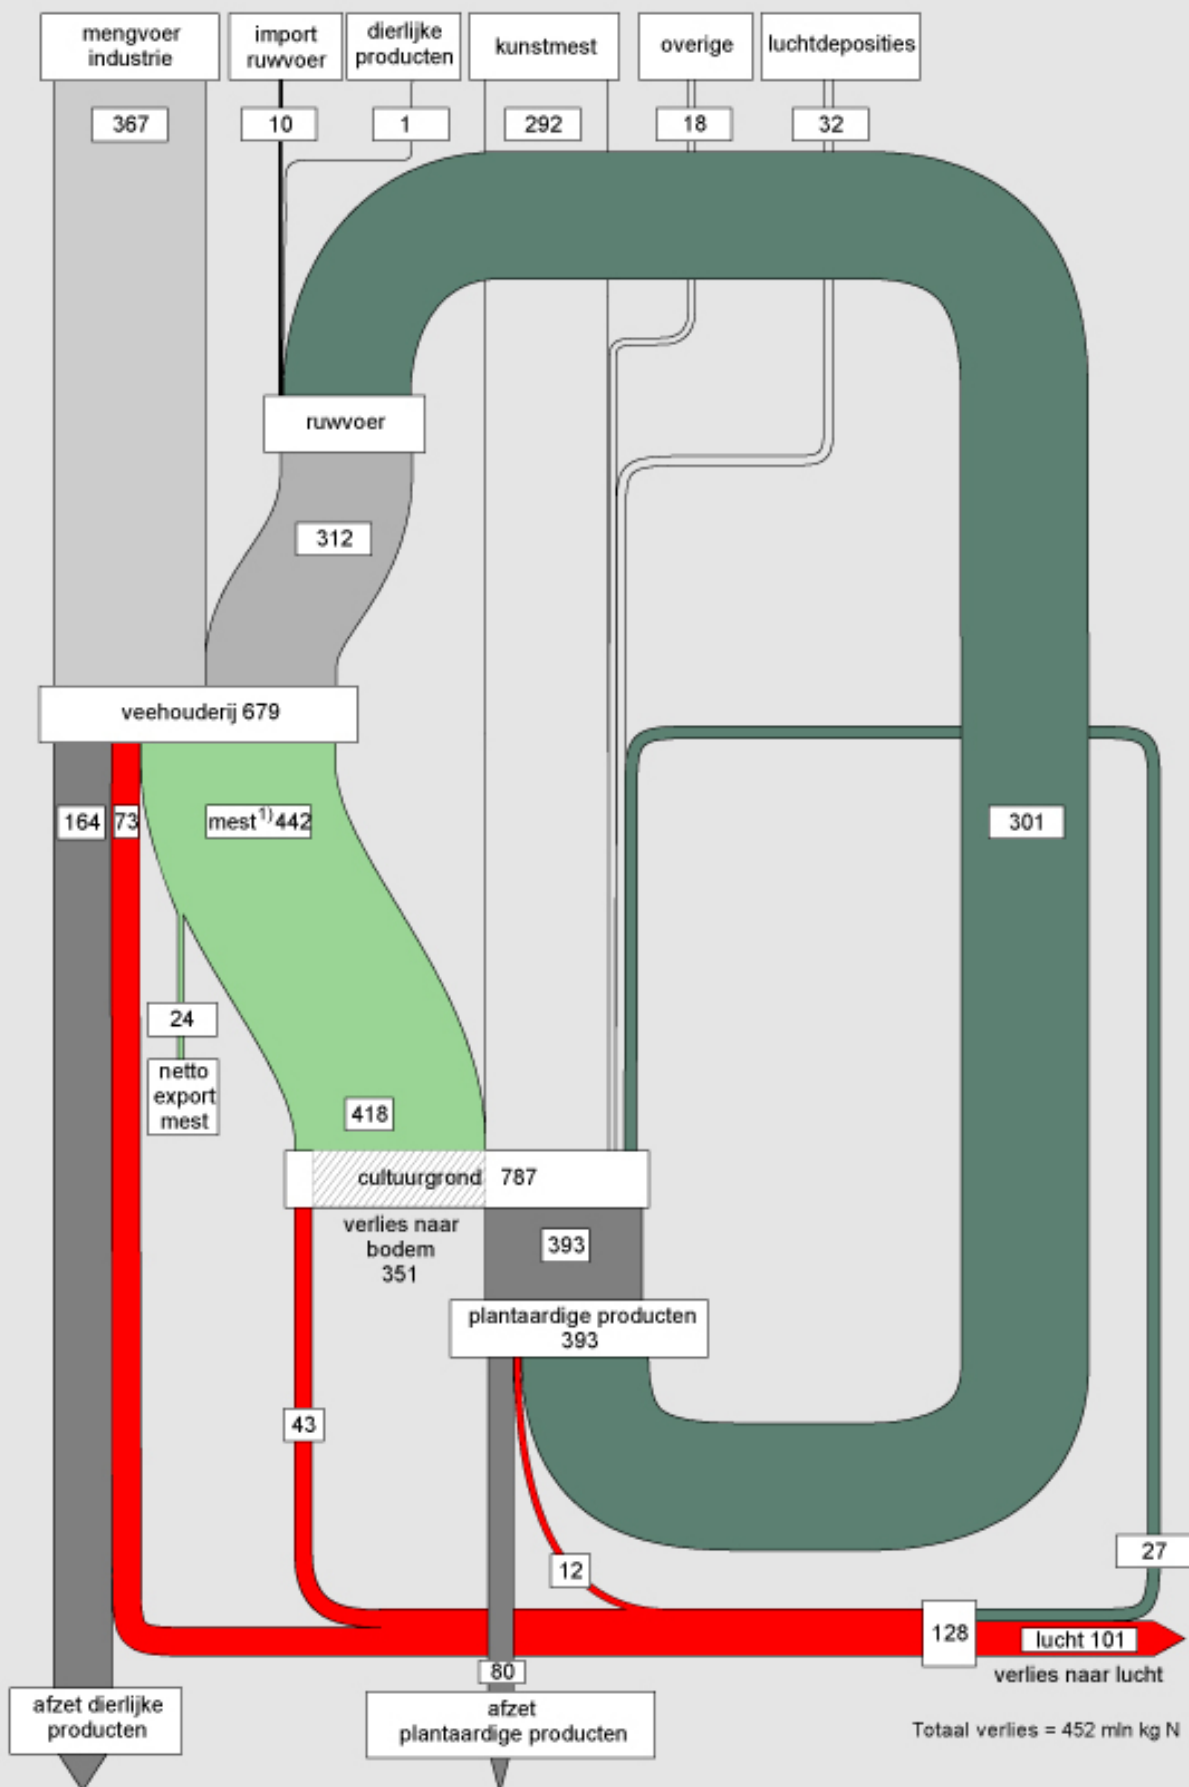 mengvoer
industrie
import
ruwvoer
dierlijke
producten
kunstmest
overige
luchtdeposities
367
10
1
292
18
32
ruwvoer
312
veehouderij 679
164
73
mest1) 442
301
24
netto
export
mest
418
cultuurgrond 787
verlies naar
bodem
351
393
plantaardige producten
393
43
12
27
128
lucht 101
verlies naar lucht
80
afzet dierlijke
producten
afzet
plantaardige producten
Totaal verlies = 452 mln kg N